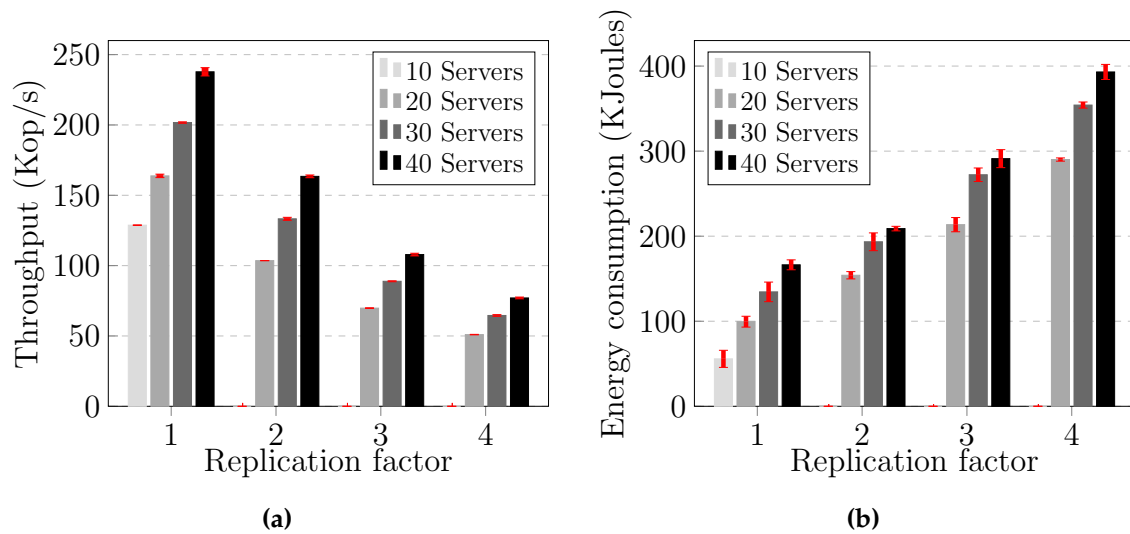 Throughput (Kop/s)
250
200
150
100
50
0
10 Servers
20 Servers
30 Servers
40 Servers
1 2 3 4
Replication factor
(a)
Energy consumption (KJoules)
400
300
200
100
0
10 Servers
20 Servers
30 Servers
40 Servers
1 2 3 4
Replication factor
(b)